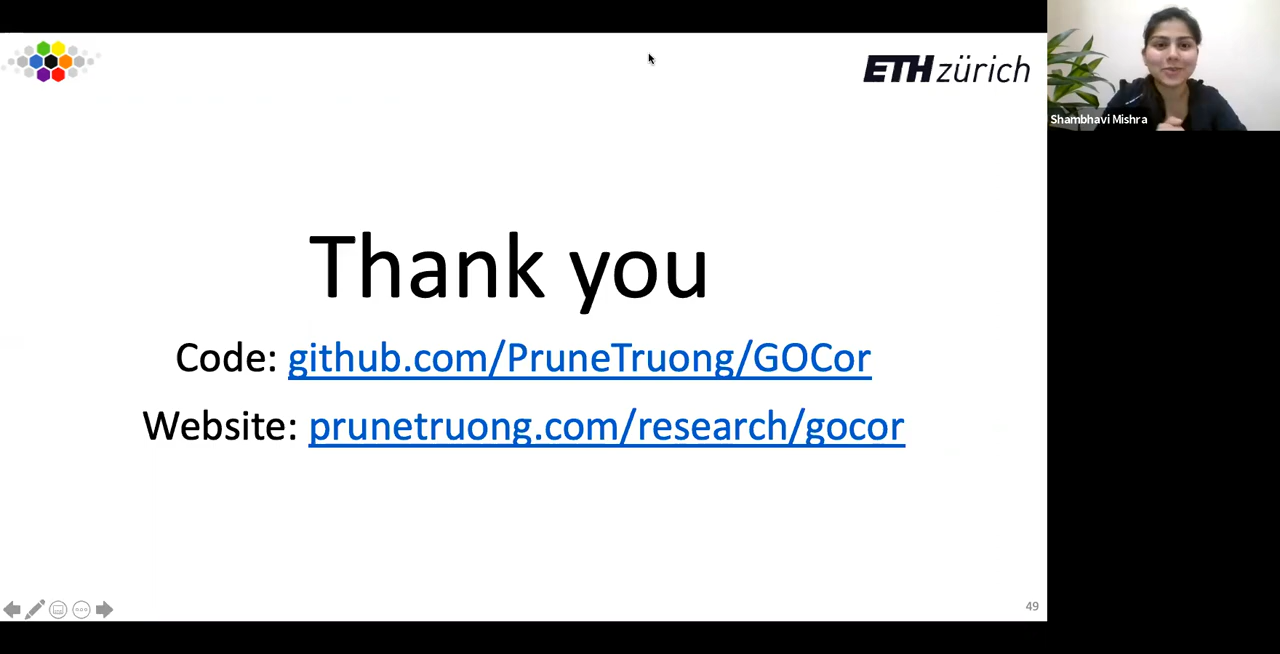 ETH zürich
Shambhavi Mishra
Thank you
Code: github.com/PruneTruong/GOCor
Website: prunetruong.com/research/gocor
49